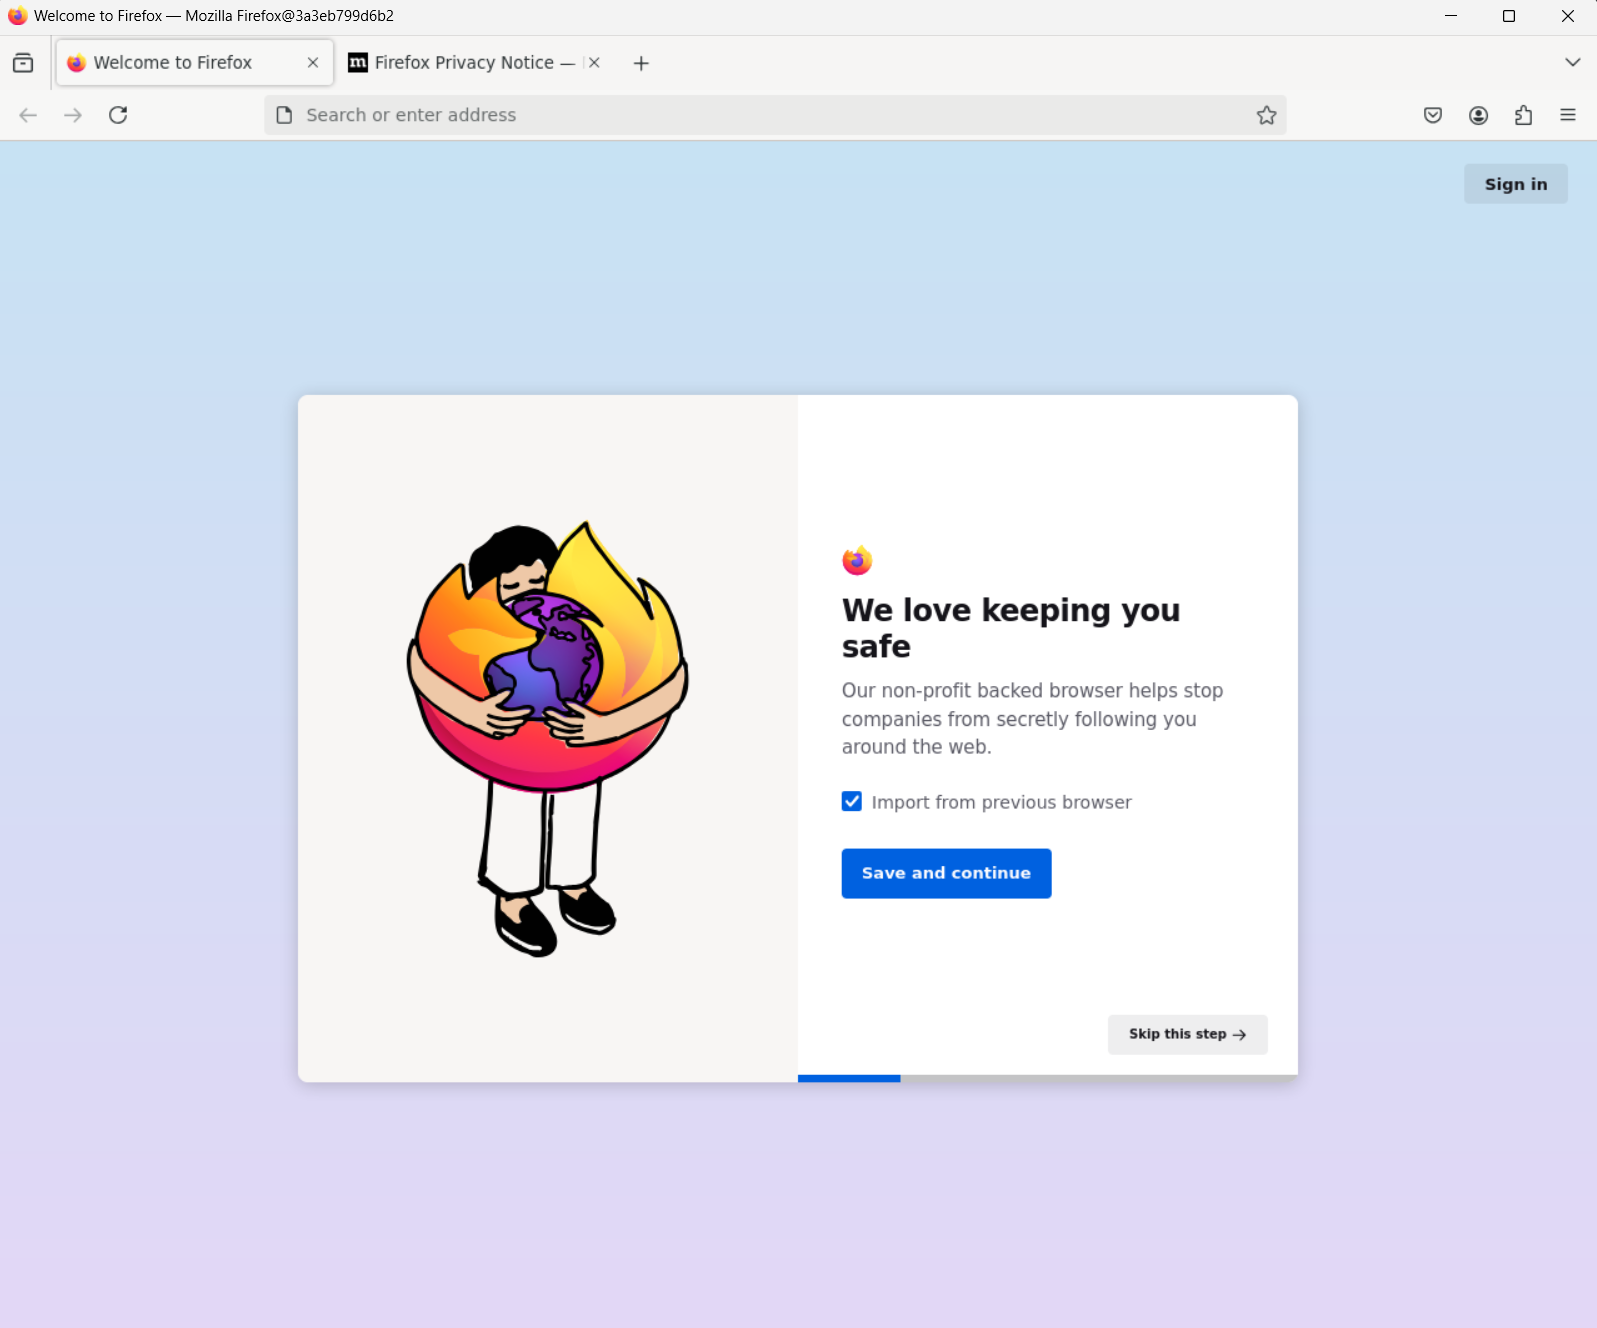 Welcome to Firefox — Mozilla Firefox@3a3eb799d6b2
Welcome to Firefox
Firefox Privacy Notice —
Search or enter address
Sign in
We love keeping you
safe
Our non-profit backed browser helps stop
companies from secretly following you
around the web.
Import from previous browser
Save and continue
Skip this step →